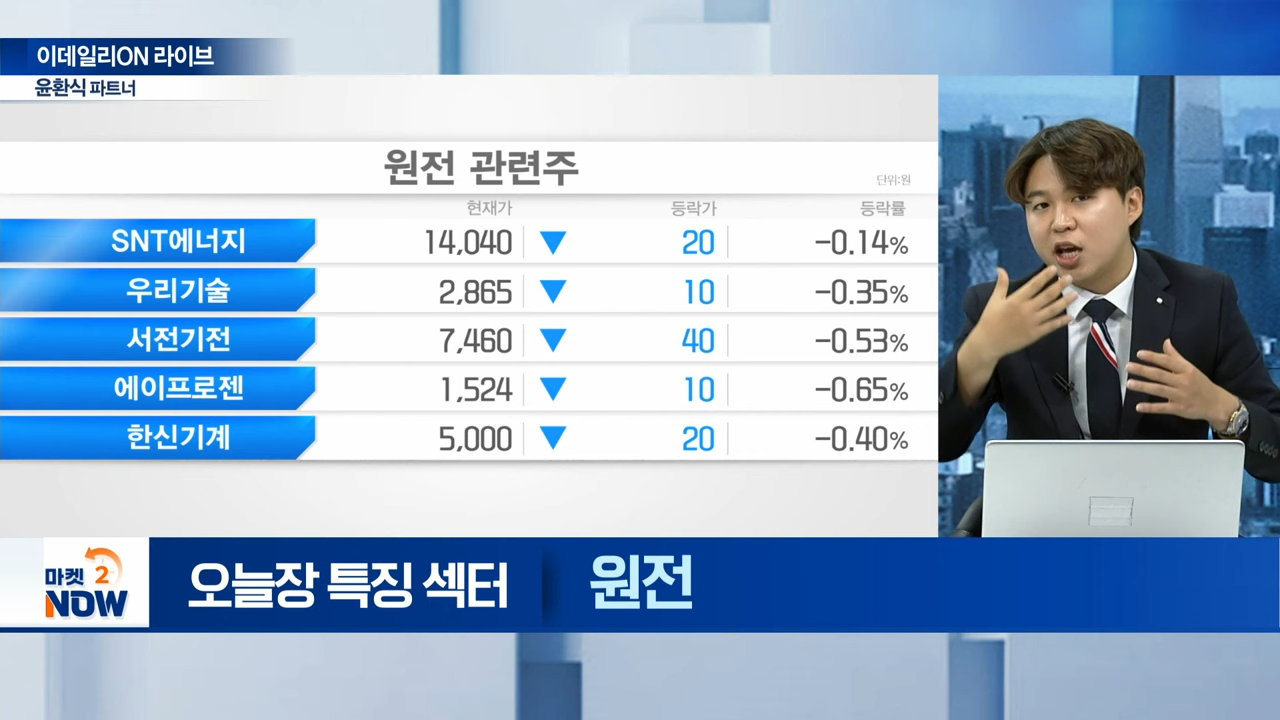 이데일리ON 라이브
윤환식 파트너
원전 관련주
단위:원
현재가 등락가 등락률
SNT에너지 14,040 ▼ 20 -0.14%
우리기술 2,865 ▼ 10 -0.35%
서전기전 7,460 ▼ 40 -0.53%
에이프로젠 1,524 ▼ 10 -0.65%
한신기계 5,000 ▼ 20 -0.40%
마켓 2
NOW
오늘장 특징 섹터 원전